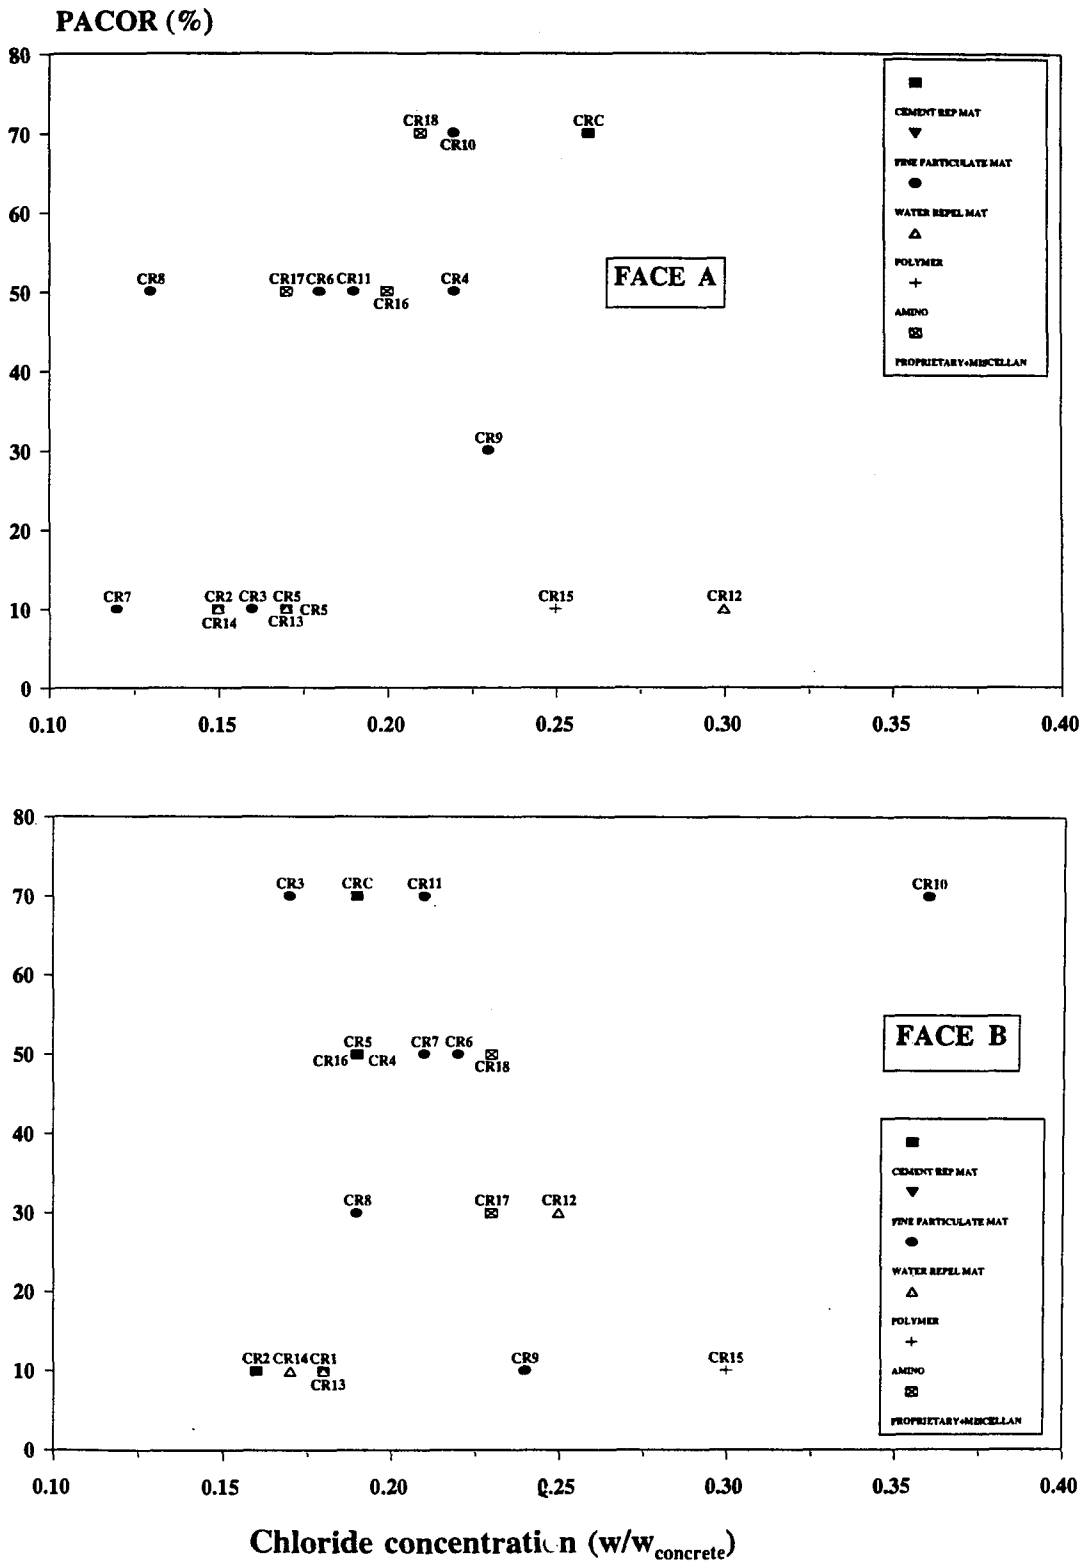 PACOR (%)
80
70
60
50
40
30
20
10
0
CR18
CR10
CRC
CR8
CR17 CR6 CR11
CR16
CR4
CR9
CR7
CR2 CR3 CR5
CR14 CR13 CR5
CR15
CR12
FACE A
CEMENT REP MAT
FINE PARTICULATE MAT
WATER REPEL MAT
POLYMER
AMINO
PROPRIETARY+MISCELLAN
0.10 0.15 0.20 0.25 0.30 0.35 0.40
80
70
60
50
40
30
20
10
0
CR3 CRC CR11 CR10
CR5 CR7 CR6
CR16 CR4 CR18
CR8 CR17 CR12
CR2 CR14 CR1 CR9 CR15
CR13
FACE B
CEMENT REP MAT
FINE PARTICULATE MAT
WATER REPEL MAT
POLYMER
AMINO
PROPRIETARY+MISCELLAN
0.10 0.15 0.20 0.25 0.30 0.35 0.40
Chloride concentration (w/wconcrete)